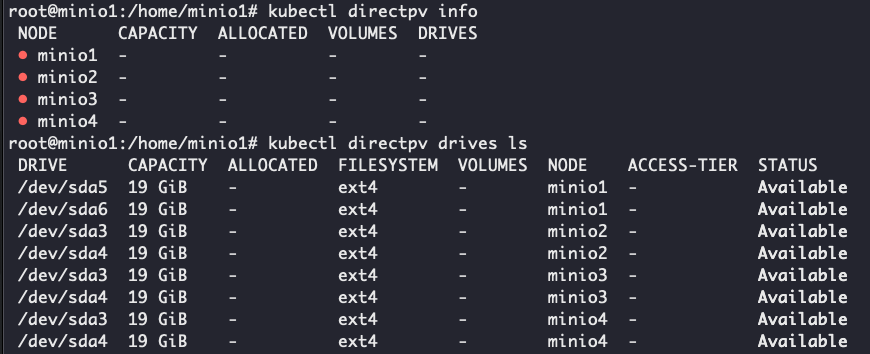 root@minio1:/home/minio1# kubectl directpv info
NODE CAPACITY ALLOCATED VOLUMES DRIVES
• minio1 - - - -
• minio2 - - - -
• minio3 - - - -
• minio4 - - - -
root@minio1:/home/minio1# kubectl directpv drives ls
DRIVE CAPACITY ALLOCATED FILESYSTEM VOLUMES NODE ACCESS-TIER STATUS
/dev/sda5 19 GiB - ext4 - minio1 - Available
/dev/sda6 19 GiB - ext4 - minio1 - Available
/dev/sda3 19 GiB - ext4 - minio2 - Available
/dev/sda4 19 GiB - ext4 - minio2 - Available
/dev/sda3 19 GiB - ext4 - minio3 - Available
/dev/sda4 19 GiB - ext4 - minio3 - Available
/dev/sda3 19 GiB - ext4 - minio4 - Available
/dev/sda4 19 GiB - ext4 - minio4 - Available